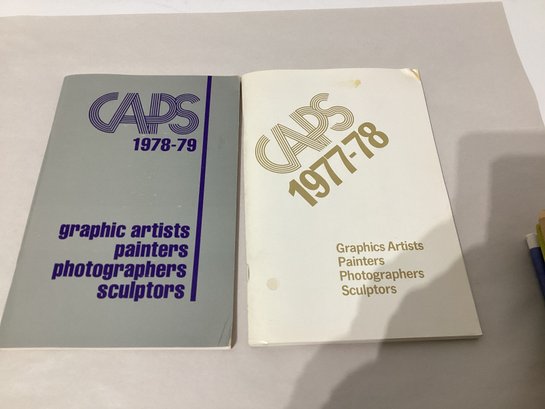 CAPS
1978-79
graphic artists
painters
photographers
sculptors
CAPS
1977-78
Graphics Artists
Painters
Photographers
Sculptors